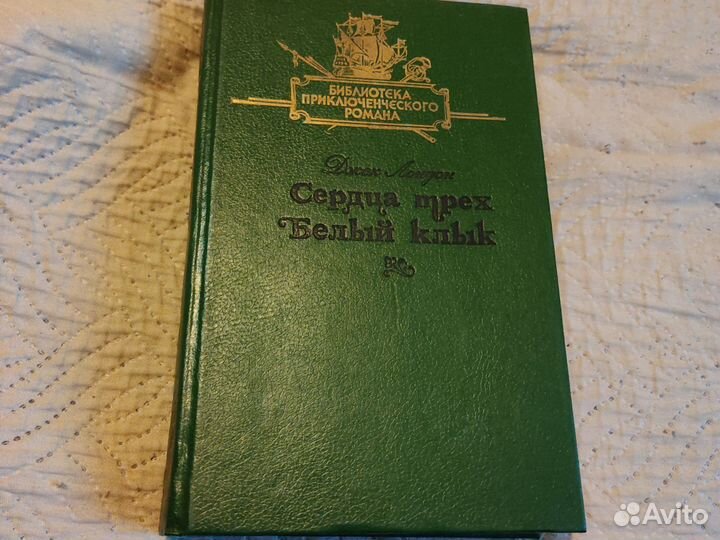 БИБЛИОТЕКА
ПРИКЛЮЧЕНЧЕСКОГО
РОМАНА
Джек Лондон
Сердца трех
Белый клык
Avito